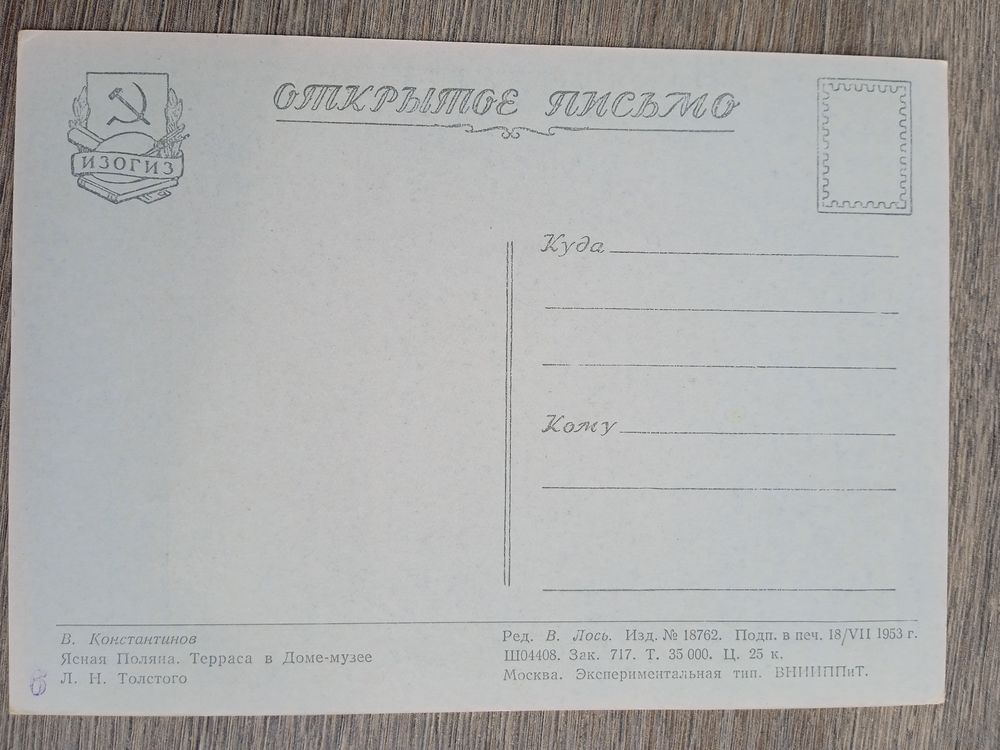 ИЗОГИЗ
ОТКРЫТОЕ ПИСЬМО
Куда
Кому
В. Константинов
Ясная Поляна. Терраса в Доме-музее
Л. Н. Толстого
Ред. В. Лось. Изд. № 18762. Подп. в печ. 18/VII 1953 г.
Ш04408. Зак. 717. Т. 35 000. Ц. 25 к.
Москва. Экспериментальная тип. ВНИИППиТ.